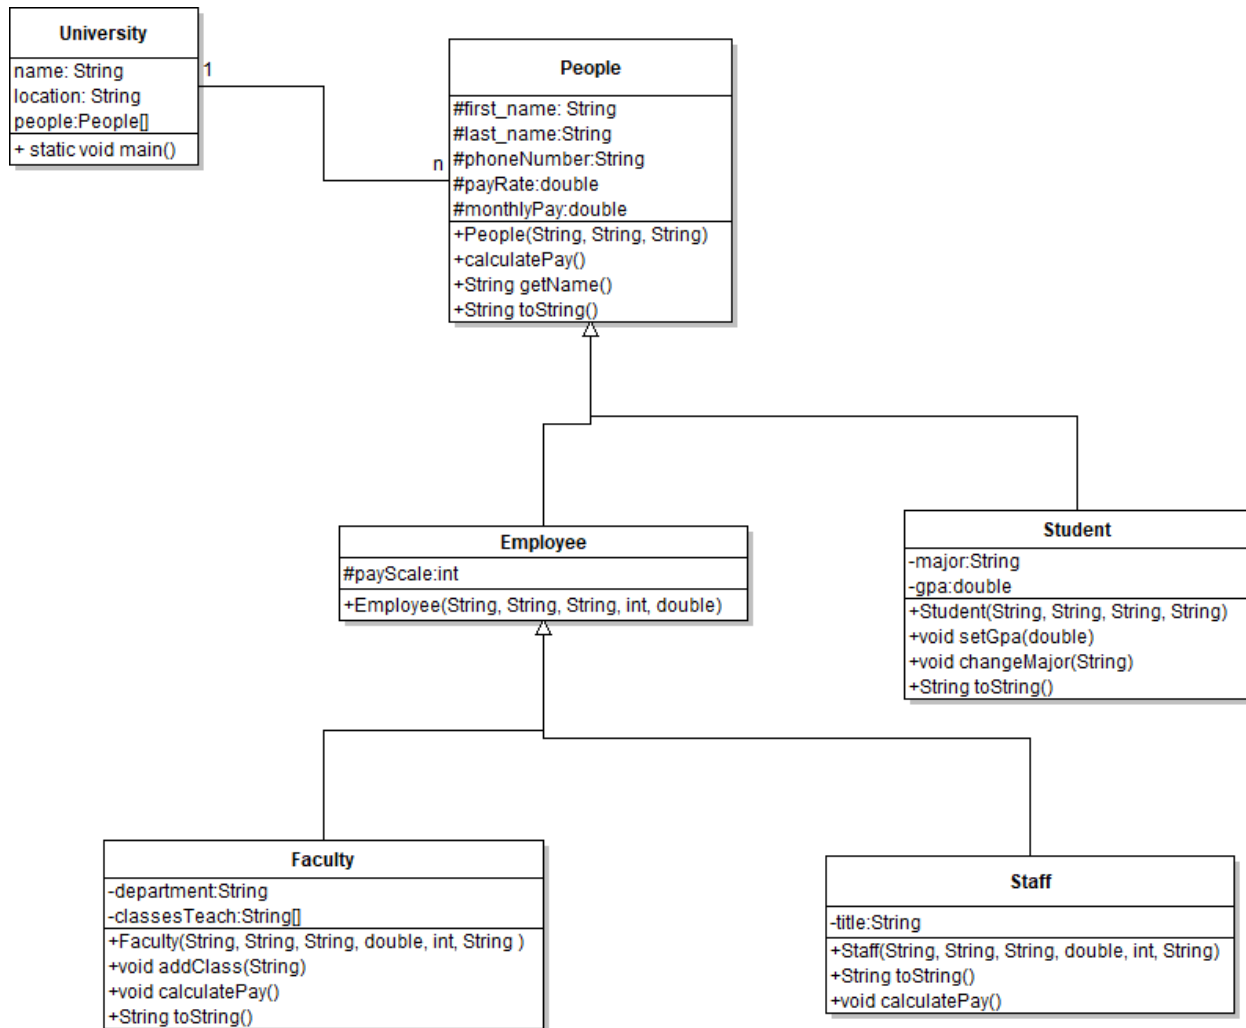 University
name: String
location: String
people:People[]
+ static void main()
1
n
People
#first_name: String
#last_name:String
#phoneNumber:String
#payRate:double
#monthlyPay:double
+People(String, String, String)
+calculatePay()
+String getName()
+String toString()
Employee
#payScale:int
+Employee(String, String, String, int, double)
Student
-major:String
-gpa:double
+Student(String, String, String, String)
+void setGpa(double)
+void changeMajor(String)
+String toString()
Faculty
-department:String
-classesTeach:String[]
+Faculty(String, String, String, double, int, String )
+void addClass(String)
+void calculatePay()
+String toString()
Staff
-title:String
+Staff(String, String, String, double, int, String)
+String toString()
+void calculatePay()